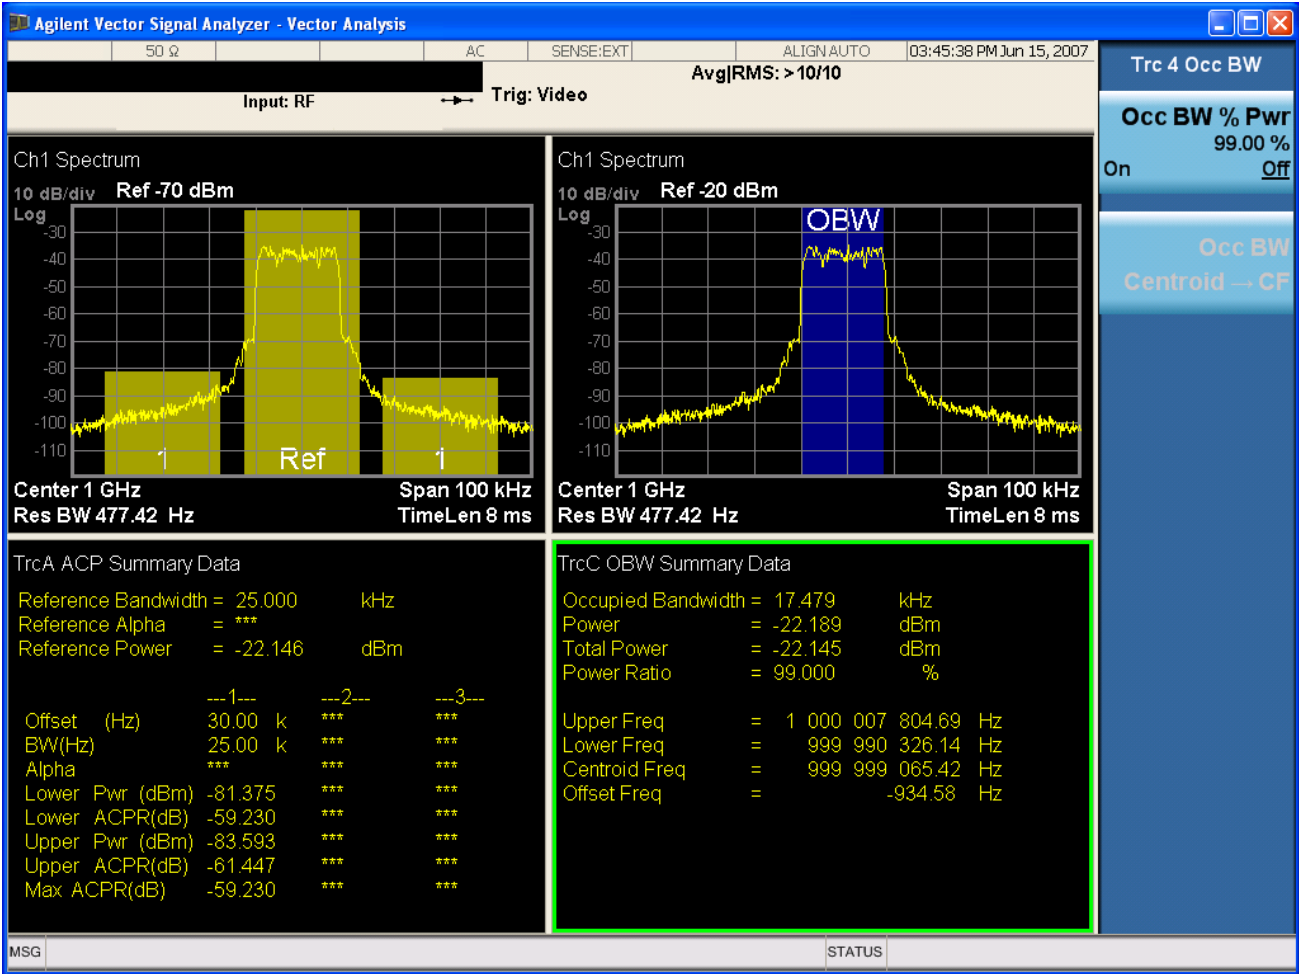 Agilent Vector Signal Analyzer - Vector Analysis
50 Ω AC SENSE:EXT ALIGN AUTO 03:45:38 PM Jun 15, 2007
Avg|RMS: >10/10
Input: RF Trig: Video
Trc 4 Occ BW
Occ BW % Pwr
99.00 %
On Off
Occ BW
Centroid → CF
Ch1 Spectrum
10 dB/div Ref -70 dBm
Log
-30
-40
-50
-60
-70
-80
-90
-100
-110
1 Ref 1
Center 1 GHz Span 100 kHz
Res BW 477.42 Hz TimeLen 8 ms
Ch1 Spectrum
10 dB/div Ref -20 dBm
Log
OBW
-30
-40
-50
-60
-70
-80
-90
-100
-110
Center 1 GHz Span 100 kHz
Res BW 477.42 Hz TimeLen 8 ms
TrcA ACP Summary Data
Reference Bandwidth = 25.000 kHz
Reference Alpha = ***
Reference Power = -22.146 dBm
---1--- ---2--- ---3---
Offset (Hz) 30.00 k *** ***
BW(Hz) 25.00 k *** ***
Alpha *** *** ***
Lower Pwr (dBm) -81.375 *** ***
Lower ACPR(dB) -59.230 *** ***
Upper Pwr (dBm) -83.593 *** ***
Upper ACPR(dB) -61.447 *** ***
Max ACPR(dB) -59.230 *** ***
TrcC OBW Summary Data
Occupied Bandwidth = 17.479 kHz
Power = -22.189 dBm
Total Power = -22.145 dBm
Power Ratio = 99.000 %
Upper Freq = 1 000 007 804.69 Hz
Lower Freq = 999 990 326.14 Hz
Centroid Freq = 999 999 065.42 Hz
Offset Freq = -934.58 Hz
MSG STATUS